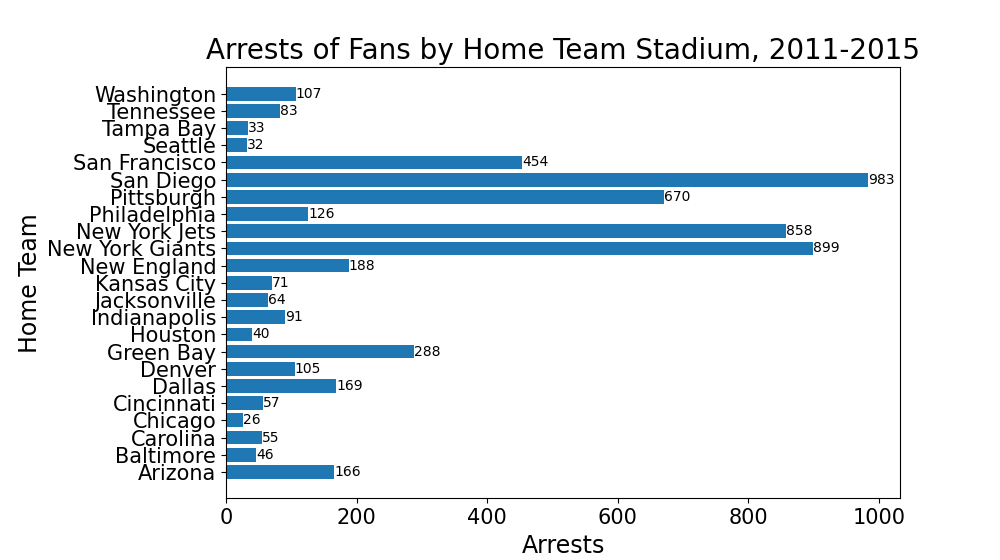 Arrests of Fans by Home Team Stadium, 2011-2015
Home Team
Washington 107
Tennessee 83
Tampa Bay 33
Seattle 32
San Francisco 454
San Diego 983
Pittsburgh 670
Philadelphia 126
New York Jets 858
New York Giants 899
New England 188
Kansas City 71
Jacksonville 64
Indianapolis 91
Houston 40
Green Bay 288
Denver 105
Dallas 169
Cincinnati 57
Chicago 26
Carolina 55
Baltimore 46
Arizona 166
0 200 400 600 800 1000
Arrests